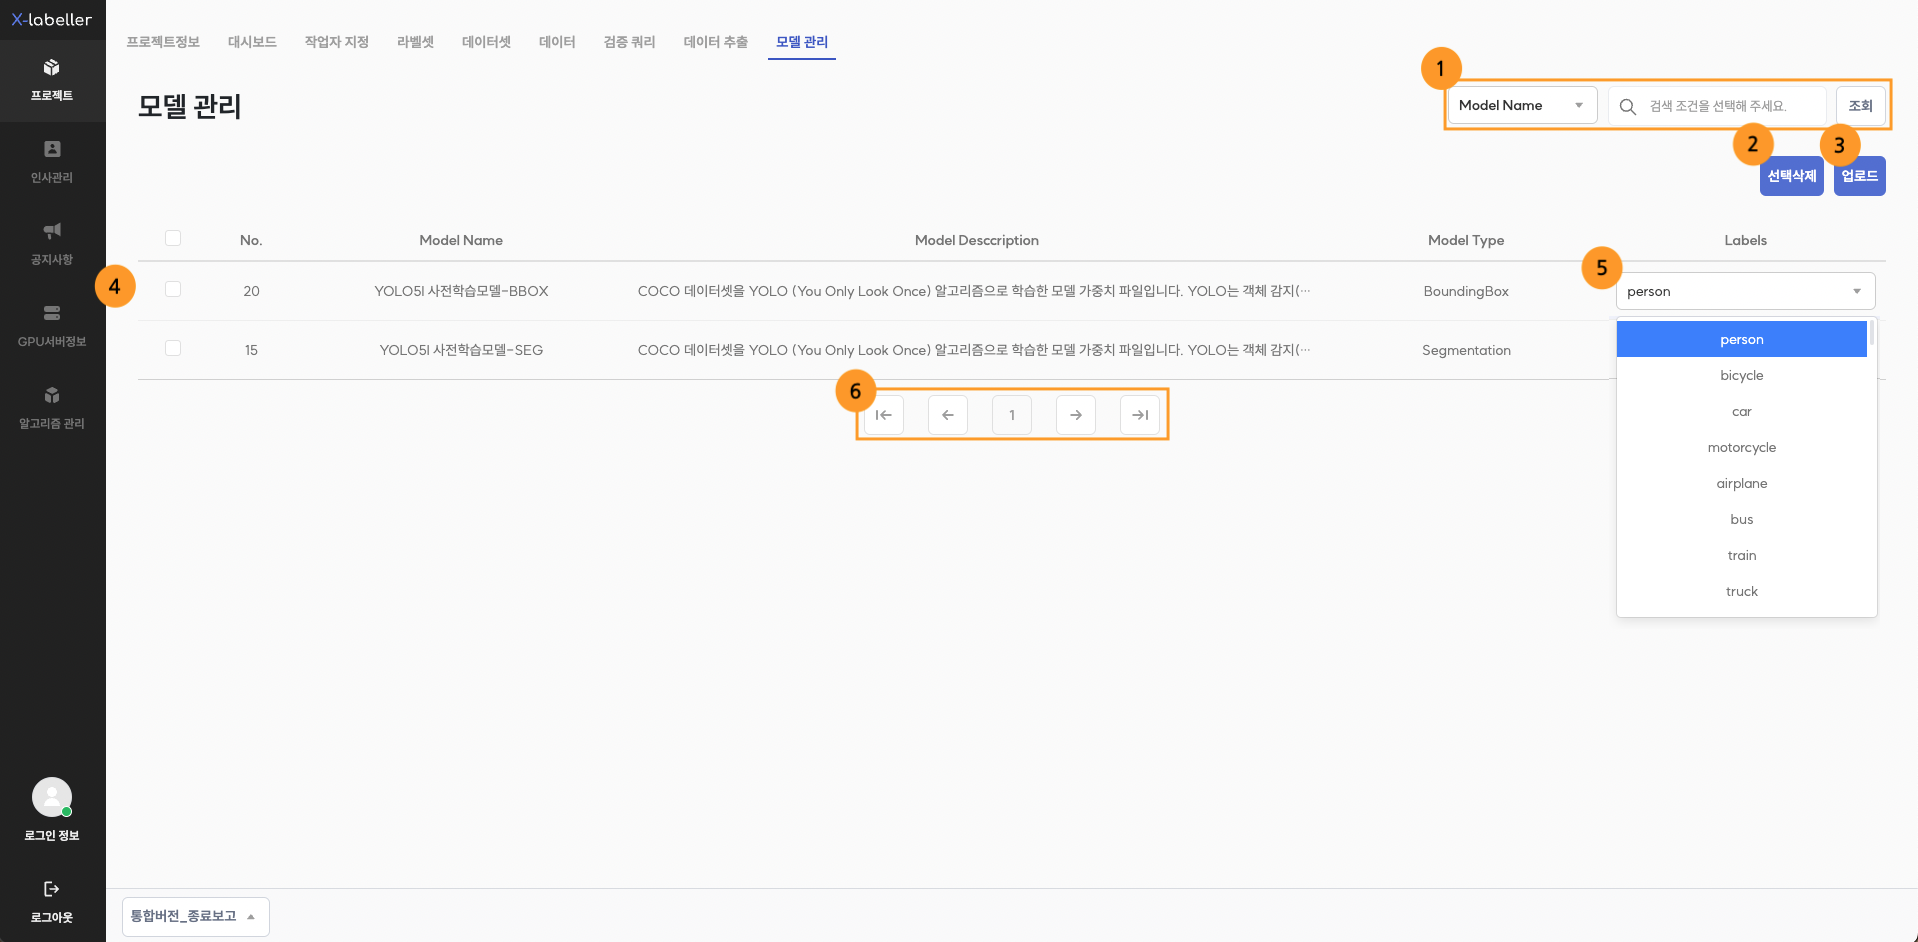 X-labeller
프로젝트
인사관리
공지사항
GPU서버정보
알고리즘 관리
로그인 정보
로그아웃
프로젝트정보 대시보드 작업자 지정 라벨셋 데이터셋 데이터 검증 쿼리 데이터 추출 모델 관리
모델 관리
1
Model Name 검색 조건을 선택해 주세요. 조회
2 3
선택삭제 업로드
No. Model Name Model Desccription Model Type Labels
4 5
20 YOLO5l 사전학습모델-BBOX COCO 데이터셋을 YOLO (You Only Look Once) 알고리즘으로 학습한 모델 가중치 파일입니다. YOLO는 객체 감지(… BoundingBox person
15 YOLO5l 사전학습모델-SEG COCO 데이터셋을 YOLO (You Only Look Once) 알고리즘으로 학습한 모델 가중치 파일입니다. YOLO는 객체 감지(… Segmentation
person
bicycle
car
motorcycle
airplane
bus
train
truck
6
1
통합버전_종료보고